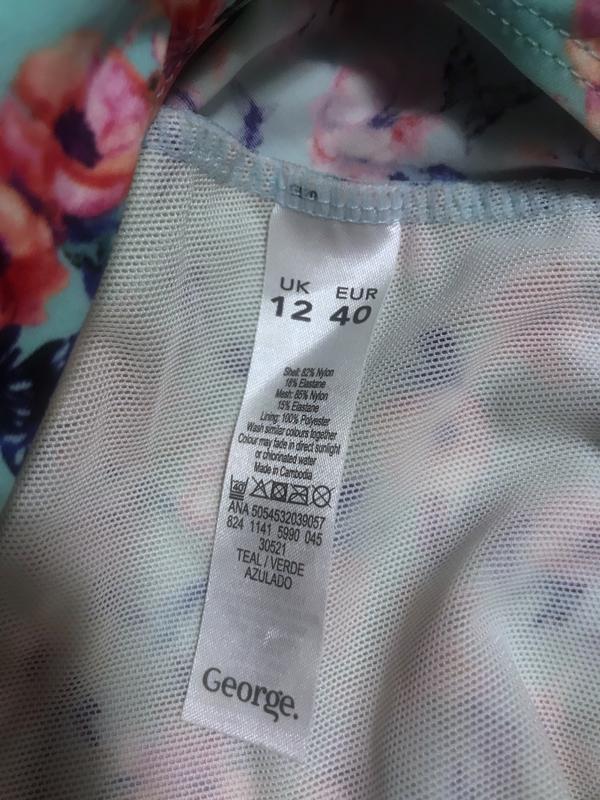 UK EUR
12 40
Shell: 82% Nylon
18% Elastane
Mesh: 85% Nylon
15% Elastane
Lining: 100% Polyester
Wash similar colours together
Colour may fade in direct sunlight
or chlorinated water
Made in Cambodia
40
ANA 5054532039057
824 1141 5990 045
30521
TEAL / VERDE
AZULADO
George.